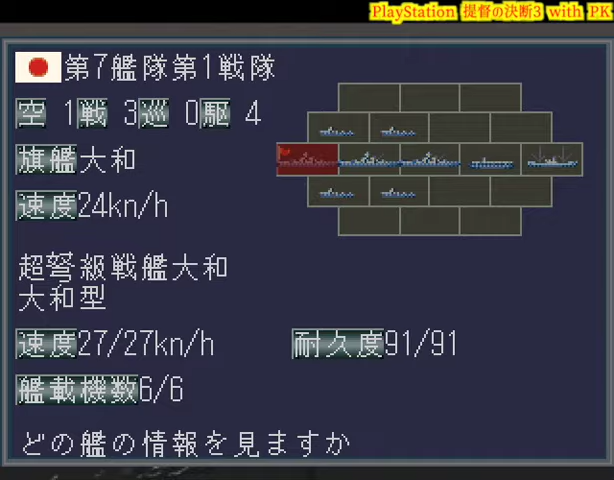 PlayStation 提督の決断3 with PK
第7艦隊第1戦隊
空 1戦 3巡 0駆 4
旗艦大和
速度24kn/h
超弩級戦艦大和
大和型
速度27/27kn/h 耐久度91/91
艦載機数6/6
どの艦の情報を見ますか